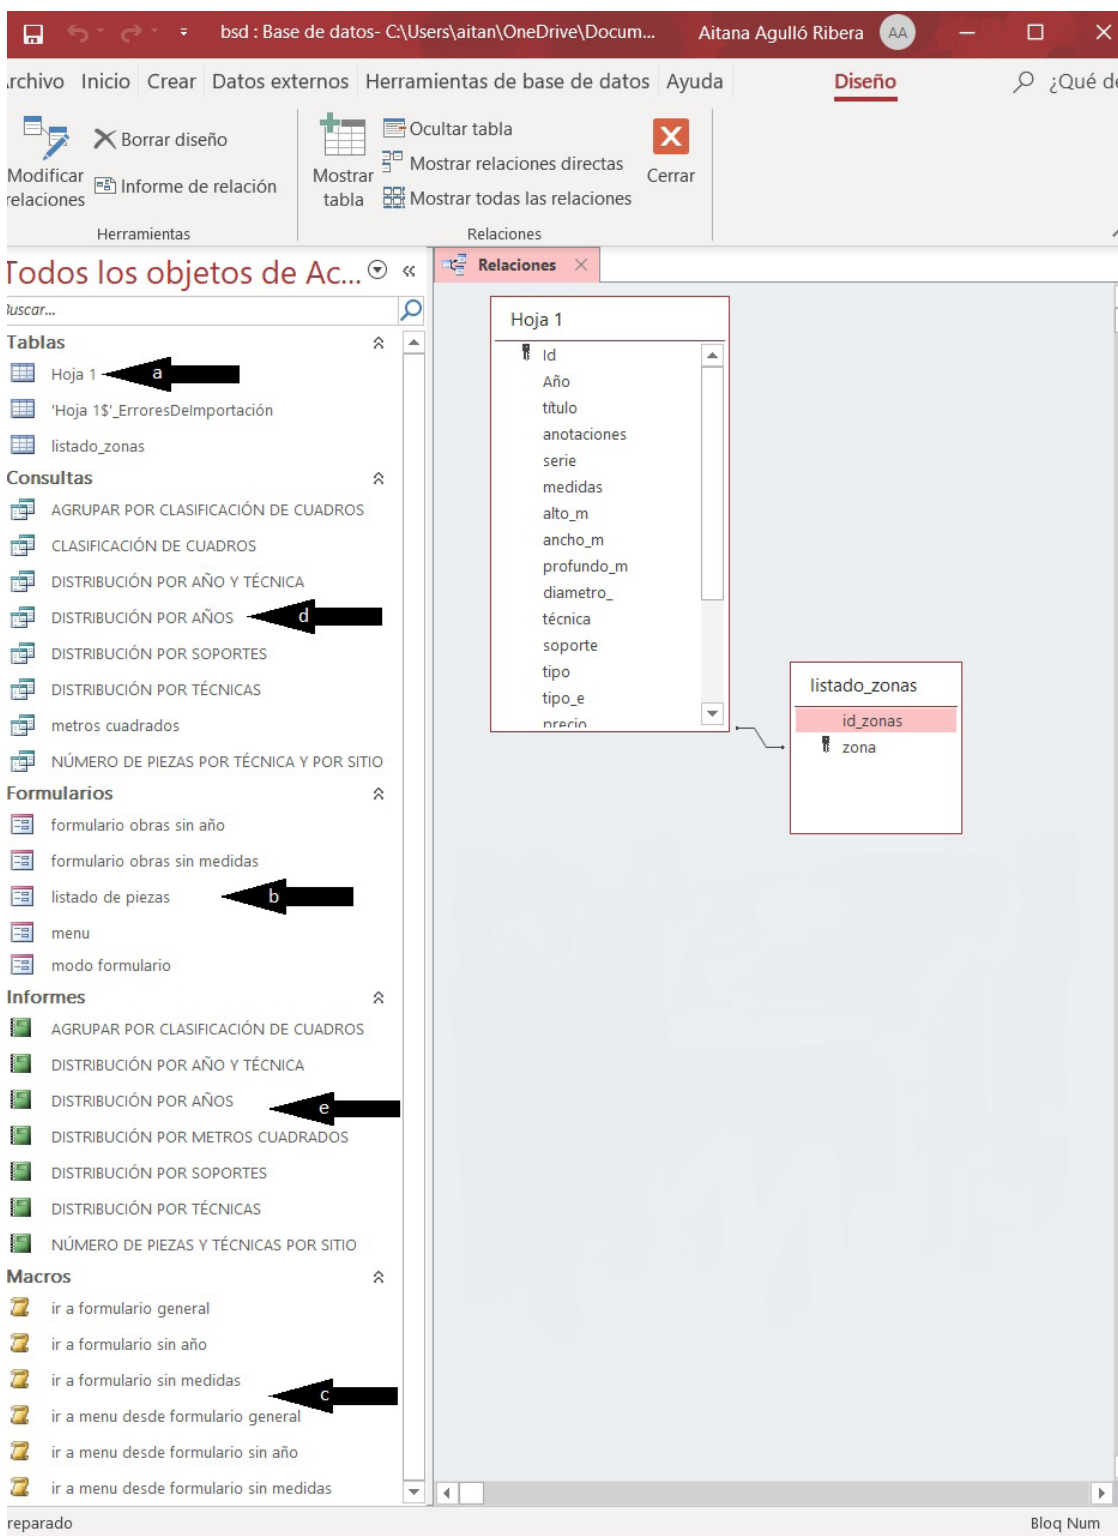 bsd : Base de datos- C:\Users\aitan\OneDrive\Docum...
Aitana Agulló Ribera
AA
Inicio
Crear
Datos externos
Herramientas de base de datos
Ayuda
Diseño
¿Qué
Modificar
relaciones
Borrar diseño
Informe de relación
Herramientas
Mostrar
tabla
Ocultar tabla
Mostrar relaciones directas
Mostrar todas las relaciones
Cerrar
Relaciones
Todos los objetos de Ac...
Relaciones
Tablas
Hoja 1
a
'Hoja 1$'_ErroresDeImportación
listado_zonas
Consultas
AGRUPAR POR CLASIFICACIÓN DE CUADROS
CLASIFICACIÓN DE CUADROS
DISTRIBUCIÓN POR AÑO Y TÉCNICA
DISTRIBUCIÓN POR AÑOS
d
DISTRIBUCIÓN POR SOPORTES
DISTRIBUCIÓN POR TÉCNICAS
metros cuadrados
NÚMERO DE PIEZAS POR TÉCNICA Y POR SITIO
Formularios
formulario obras sin año
formulario obras sin medidas
listado de piezas
b
menu
modo formulario
Informes
AGRUPAR POR CLASIFICACIÓN DE CUADROS
DISTRIBUCIÓN POR AÑO Y TÉCNICA
DISTRIBUCIÓN POR AÑOS
e
DISTRIBUCIÓN POR METROS CUADRADOS
DISTRIBUCIÓN POR SOPORTES
DISTRIBUCIÓN POR TÉCNICAS
NÚMERO DE PIEZAS Y TÉCNICAS POR SITIO
Macros
ir a formulario general
ir a formulario sin año
ir a formulario sin medidas
c
ir a menu desde formulario general
ir a menu desde formulario sin año
ir a menu desde formulario sin medidas
Hoja 1
Id
Año
título
anotaciones
serie
medidas
alto_m
ancho_m
profundo_m
diametro_
técnica
soporte
tipo
tipo_e
precio
listado_zonas
id_zonas
zona
Bloq Num